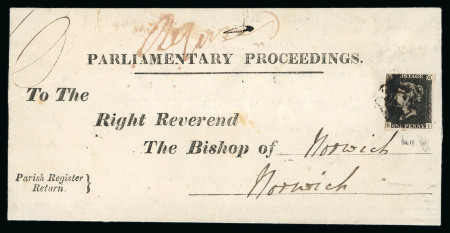 PARLIAMENTARY PROCEEDINGS.
POSTAGE
To The
Right Reverend
The Bishop of Norwich
ONE PENNY
Norwich
Parish Register
Return.